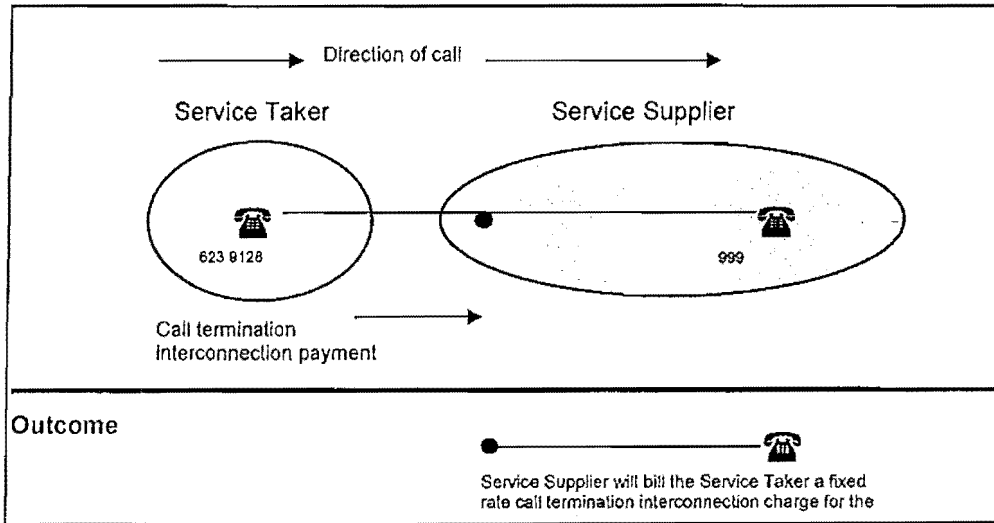 Direction of call
Service Taker
Service Supplier
623 9128
999
Call termination
Interconnection payment
Outcome
Service Supplier will bill the Service Taker a fixed
rate call termination interconnection charge for the